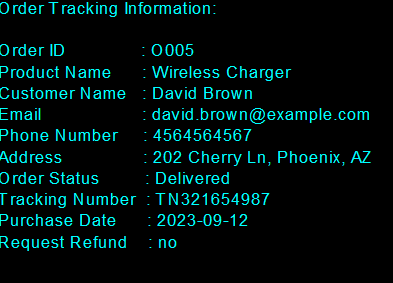 Order Tracking Information:
Order ID : O005
Product Name : Wireless Charger
Customer Name : David Brown
Email : david.brown@example.com
Phone Number : 4564564567
Address : 202 Cherry Ln, Phoenix, AZ
Order Status : Delivered
Tracking Number : TN321654987
Purchase Date : 2023-09-12
Request Refund : no